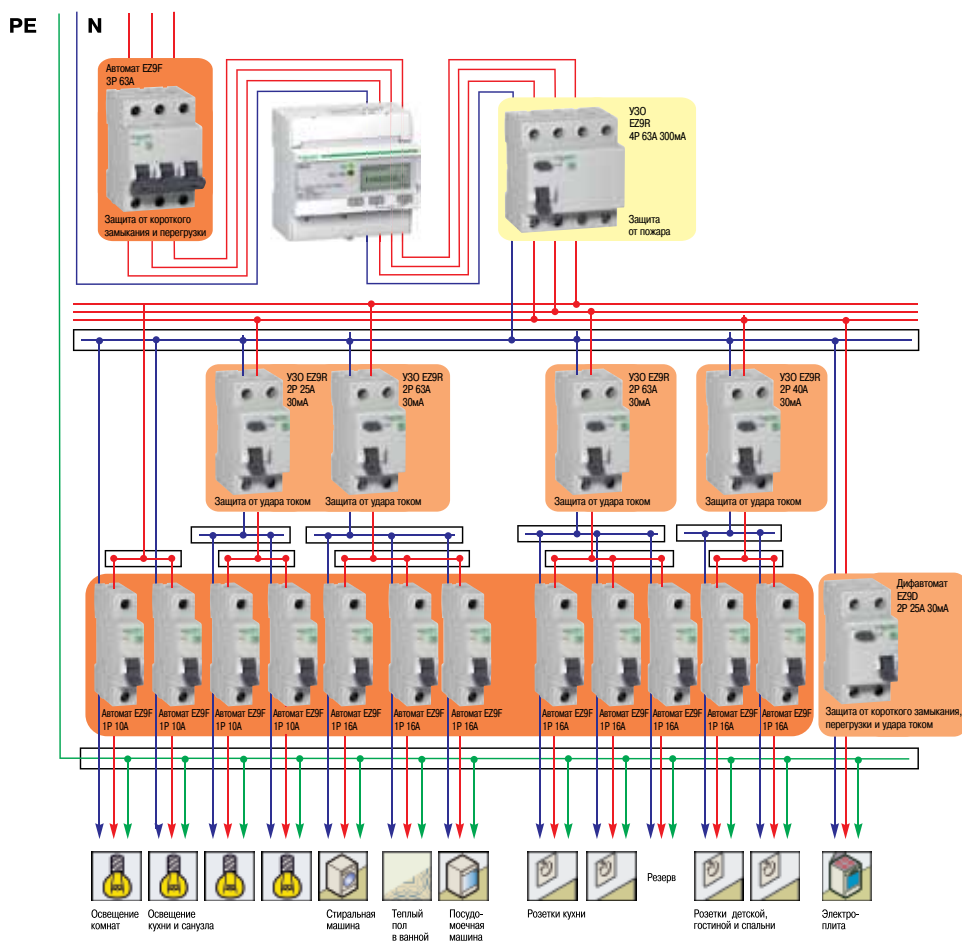 PE
N
Автомат EZ9F
3P 63A
Защита от короткого
замыкания и перегрузки
УЗО
EZ9R
4P 63A 300мА
Защита
от пожара
УЗО EZ9R
2P 25A
30мА
Защита от удара током
УЗО EZ9R
2P 63A
30мА
Защита от удара током
УЗО EZ9R
2P 63A
30мА
Защита от удара током
УЗО EZ9R
2P 40A
30мА
Защита от удара током
Автомат EZ9F
1P 10A
Автомат EZ9F
1P 10A
Автомат EZ9F
1P 10A
Автомат EZ9F
1P 10A
Автомат EZ9F
1P 16A
Автомат EZ9F
1P 16A
Автомат EZ9F
1P 16A
Автомат EZ9F
1P 16A
Автомат EZ9F
1P 16A
Автомат EZ9F
1P 16A
Автомат EZ9F
1P 16A
Автомат EZ9F
1P 16A
Дифавтомат
EZ9D
2P 25A 30мА
Защита от короткого замыкания,
перегрузки и удара током
Освещение
комнат
Освещение
кухни и санузла
Стиральная
машина
Теплый
пол
в ванной
Посудо-
моечная
машина
Розетки кухни
Резерв
Розетки детской,
гостиной и спальни
Электро-
плита